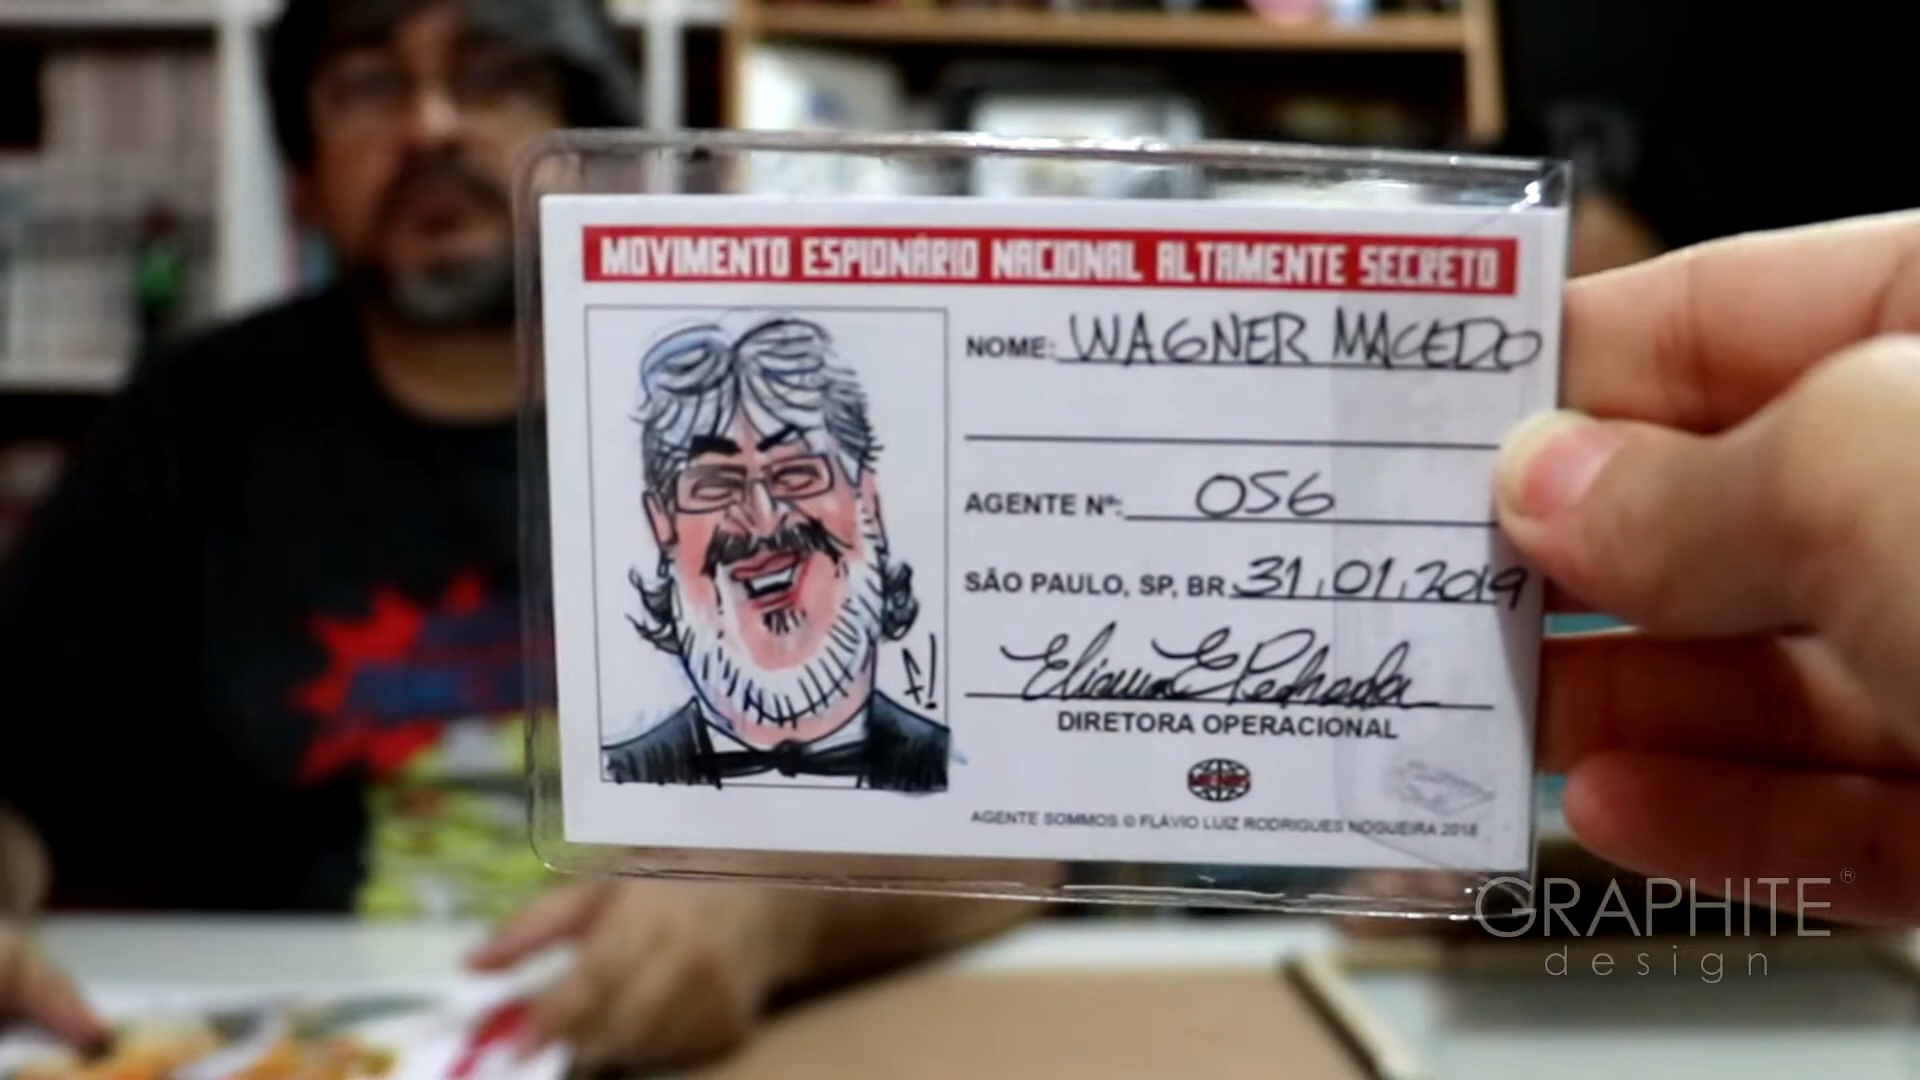 MOVIMENTO ESPIONÁRIO NACIONAL ALTAMENTE SECRETO
NOME: WAGNER MACEDO
AGENTE Nº: 056
SÃO PAULO, SP, BR 31.01.2019
f!
DIRETORA OPERACIONAL
AGENTE SOMMOS © FLÁVIO LUIZ RODRIGUES NOGUEIRA 2018
GRAPHITE®
design